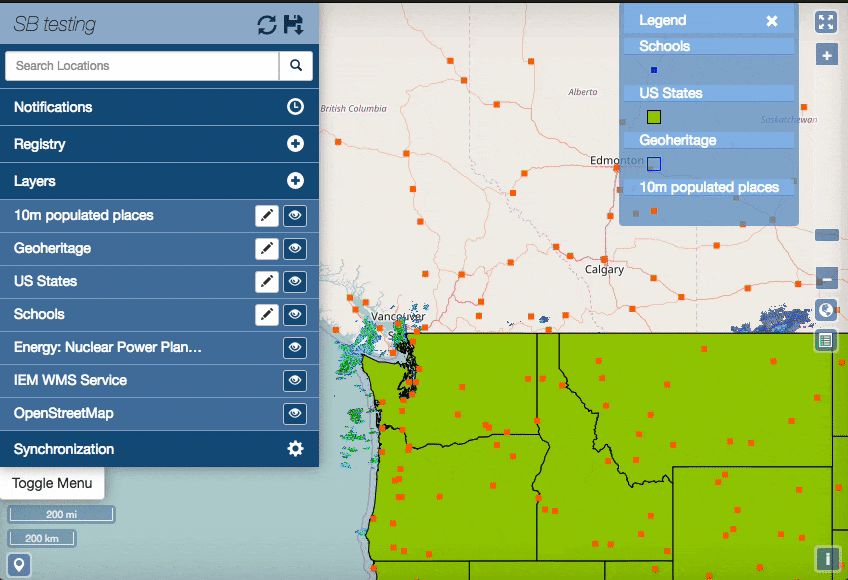 SB testing
Search Locations
Notifications
Registry
Layers
10m populated places
Geoheritage
US States
Schools
Energy: Nuclear Power Plan...
IEM WMS Service
OpenStreetMap
Synchronization
Toggle Menu
200 mi
200 km
British Columbia
Alberta
Saskatchewan
Edmonton
Calgary
Vancouver
Legend
Schools
US States
Geoheritage
10m populated places